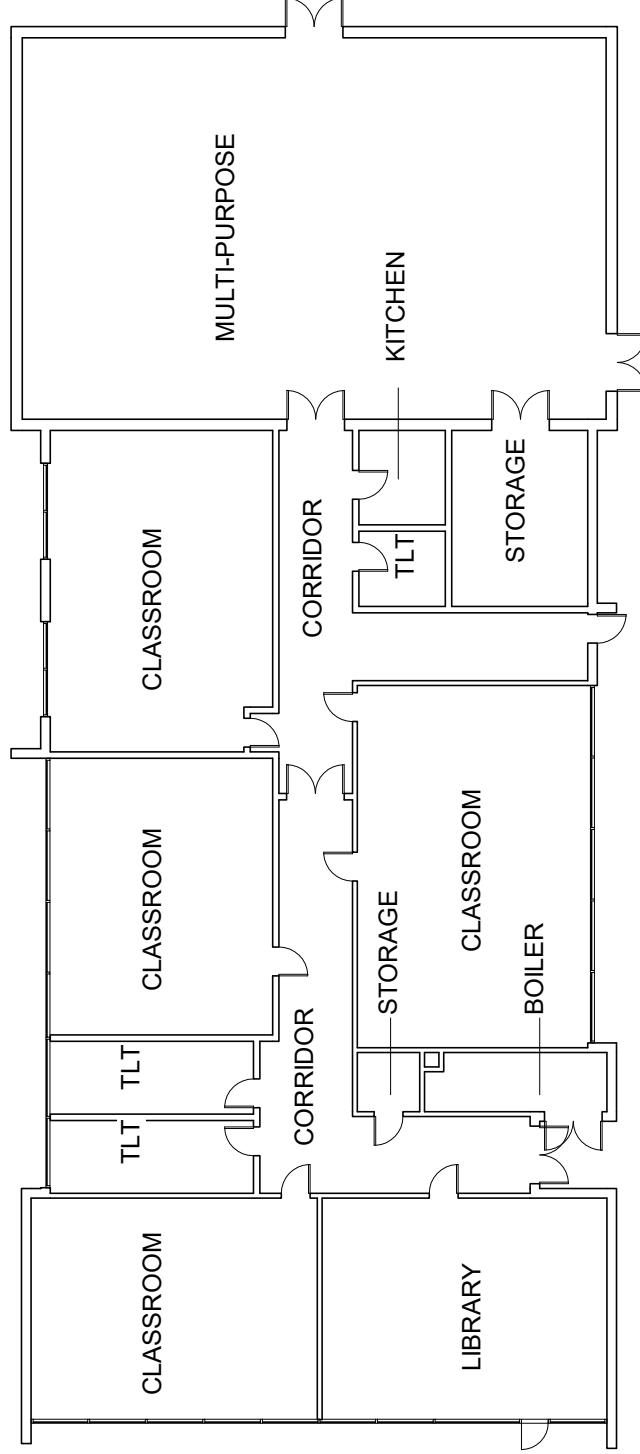 TLT
TLT
CLASSROOM
CLASSROOM
CLASSROOM
MULTI-PURPOSE
CORRIDOR
CORRIDOR
STORAGE
TLT
KITCHEN
LIBRARY
CLASSROOM
STORAGE
BOILER